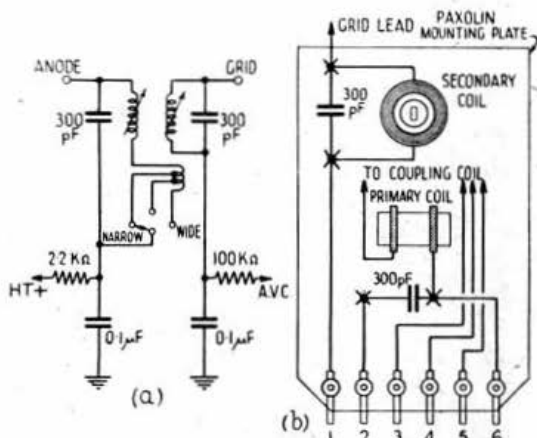 ANODE
GRID
300
pF
300
pF
NARROW
WIDE
2·2 KΩ
100KΩ
HT+
A.V.C
0·1µF
0·1µF
(a)
GRID LEAD
PAXOLIN
MOUNTING PLATE
300
pF
SECONDARY
COIL
TO COUPLING COIL
PRIMARY COIL
300pF
(b)
1 2 3 4 5 6